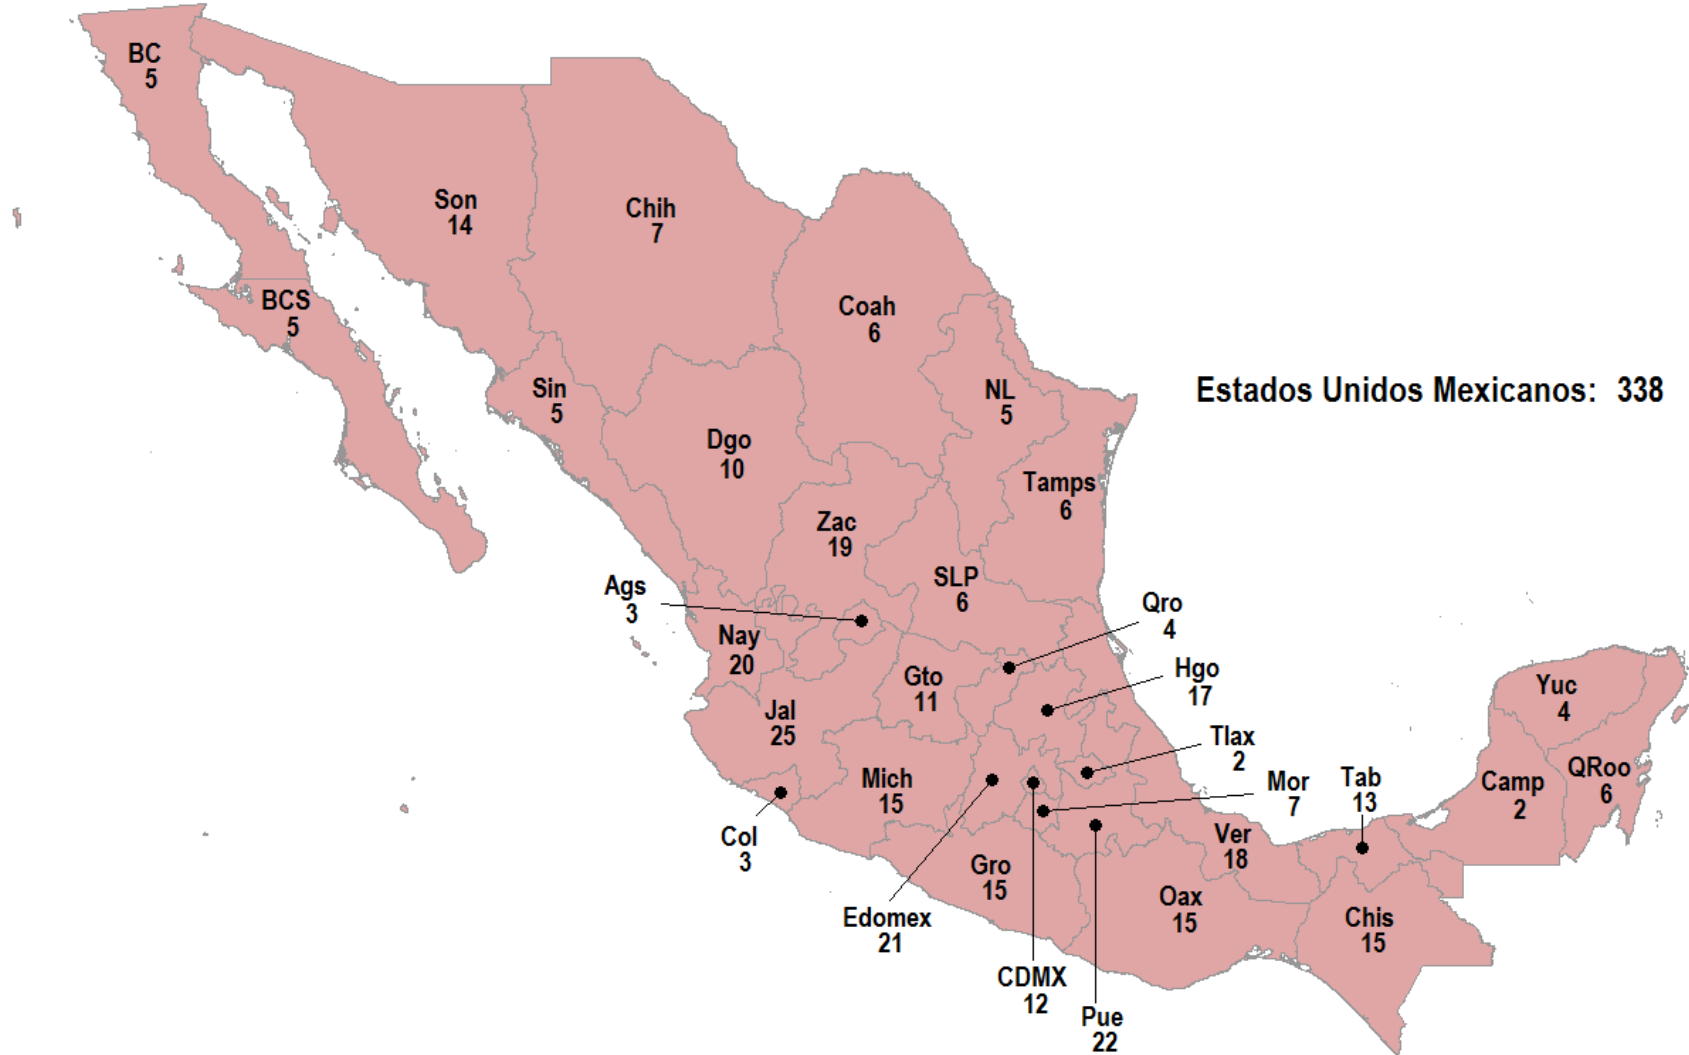 BC
5
Son
14
Chih
7
BCS
5
Coah
6
Sin
5
NL
5
Estados Unidos Mexicanos: 338
Dgo
10
Tamps
6
Zac
19
SLP
6
Ags
3
Qro
4
Nay
20
Hgo
17
Gto
11
Yuc
4
Jal
25
Tlax
2
Mich
15
Mor
7
Tab
13
Camp
2
QRoo
6
Col
3
Ver
18
Gro
15
Oax
15
Edomex
21
Chis
15
CDMX
12
Pue
22